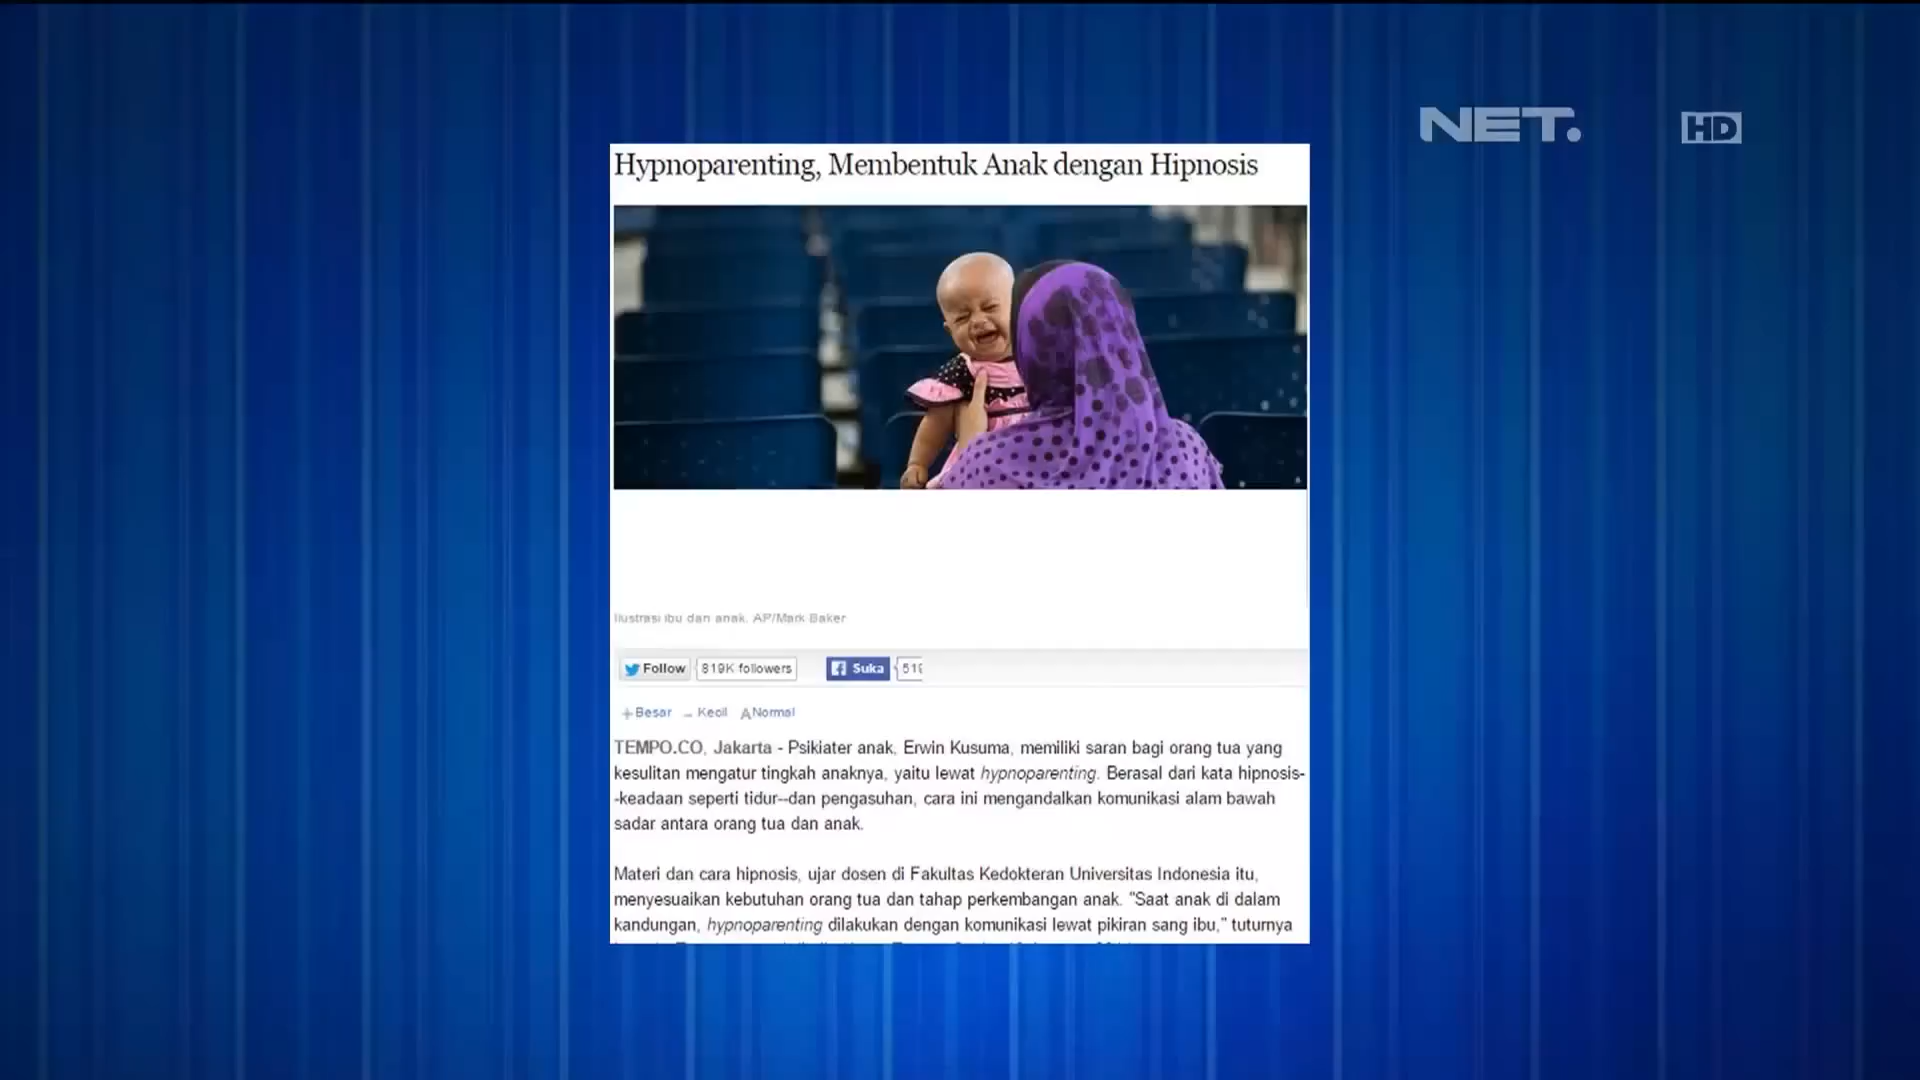 NET.
HD
Hypnoparenting, Membentuk Anak dengan Hipnosis
Ilustrasi ibu dan anak. AP/Mark Baker
Follow 819K followers Suka
+Besar - Kecil ANormal
TEMPO.CO, Jakarta - Psikiater anak, Erwin Kusuma, memiliki saran bagi orang tua yang
kesulitan mengatur tingkah anaknya, yaitu lewat hypnoparenting. Berasal dari kata hipnosis-
-keadaan seperti tidur--dan pengasuhan, cara ini mengandalkan komunikasi alam bawah
sadar antara orang tua dan anak.
Materi dan cara hipnosis, ujar dosen di Fakultas Kedokteran Universitas Indonesia itu,
menyesuaikan kebutuhan orang tua dan tahap perkembangan anak. "Saat anak di dalam
kandungan, hypnoparenting dilakukan dengan komunikasi lewat pikiran sang ibu," tuturnya